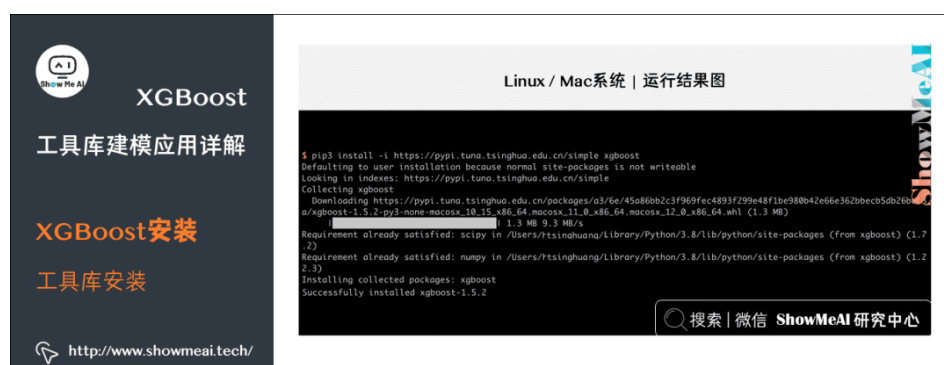 Show Me AI
XGBoost
工具库建模应用详解
XGBoost安装
工具库安装
http://www.showmeai.tech/
Linux / Mac系统 | 运行结果图
$ pip3 install -i https://pypi.tuna.tsinghua.edu.cn/simple xgboost
Defaulting to user installation because normal site-packages is not writeable
Looking in indexes: https://pypi.tuna.tsinghua.edu.cn/simple
Collecting xgboost
Downloading https://pypi.tuna.tsinghua.edu.cn/packages/a3/6e/45a86bb2c3f969fec4893f299e48f1be980b42e66e362bbecb5db26b
a/xgboost-1.5.2-py3-none-macosx_10_15_x86_64.macosx_11_0_x86_64.macosx_12_0_x86_64.whl (1.3 MB)
| | 1.3 MB 9.3 MB/s
Requirement already satisfied: scipy in /Users/htsinghuang/Library/Python/3.8/lib/python/site-packages (from xgboost) (1.7
.2)
Requirement already satisfied: numpy in /Users/htsinghuang/Library/Python/3.8/lib/python/site-packages (from xgboost) (1.2
2.3)
Installing collected packages: xgboost
Successfully installed xgboost-1.5.2
ShowMeAI
搜索 | 微信 ShowMeAI 研究中心